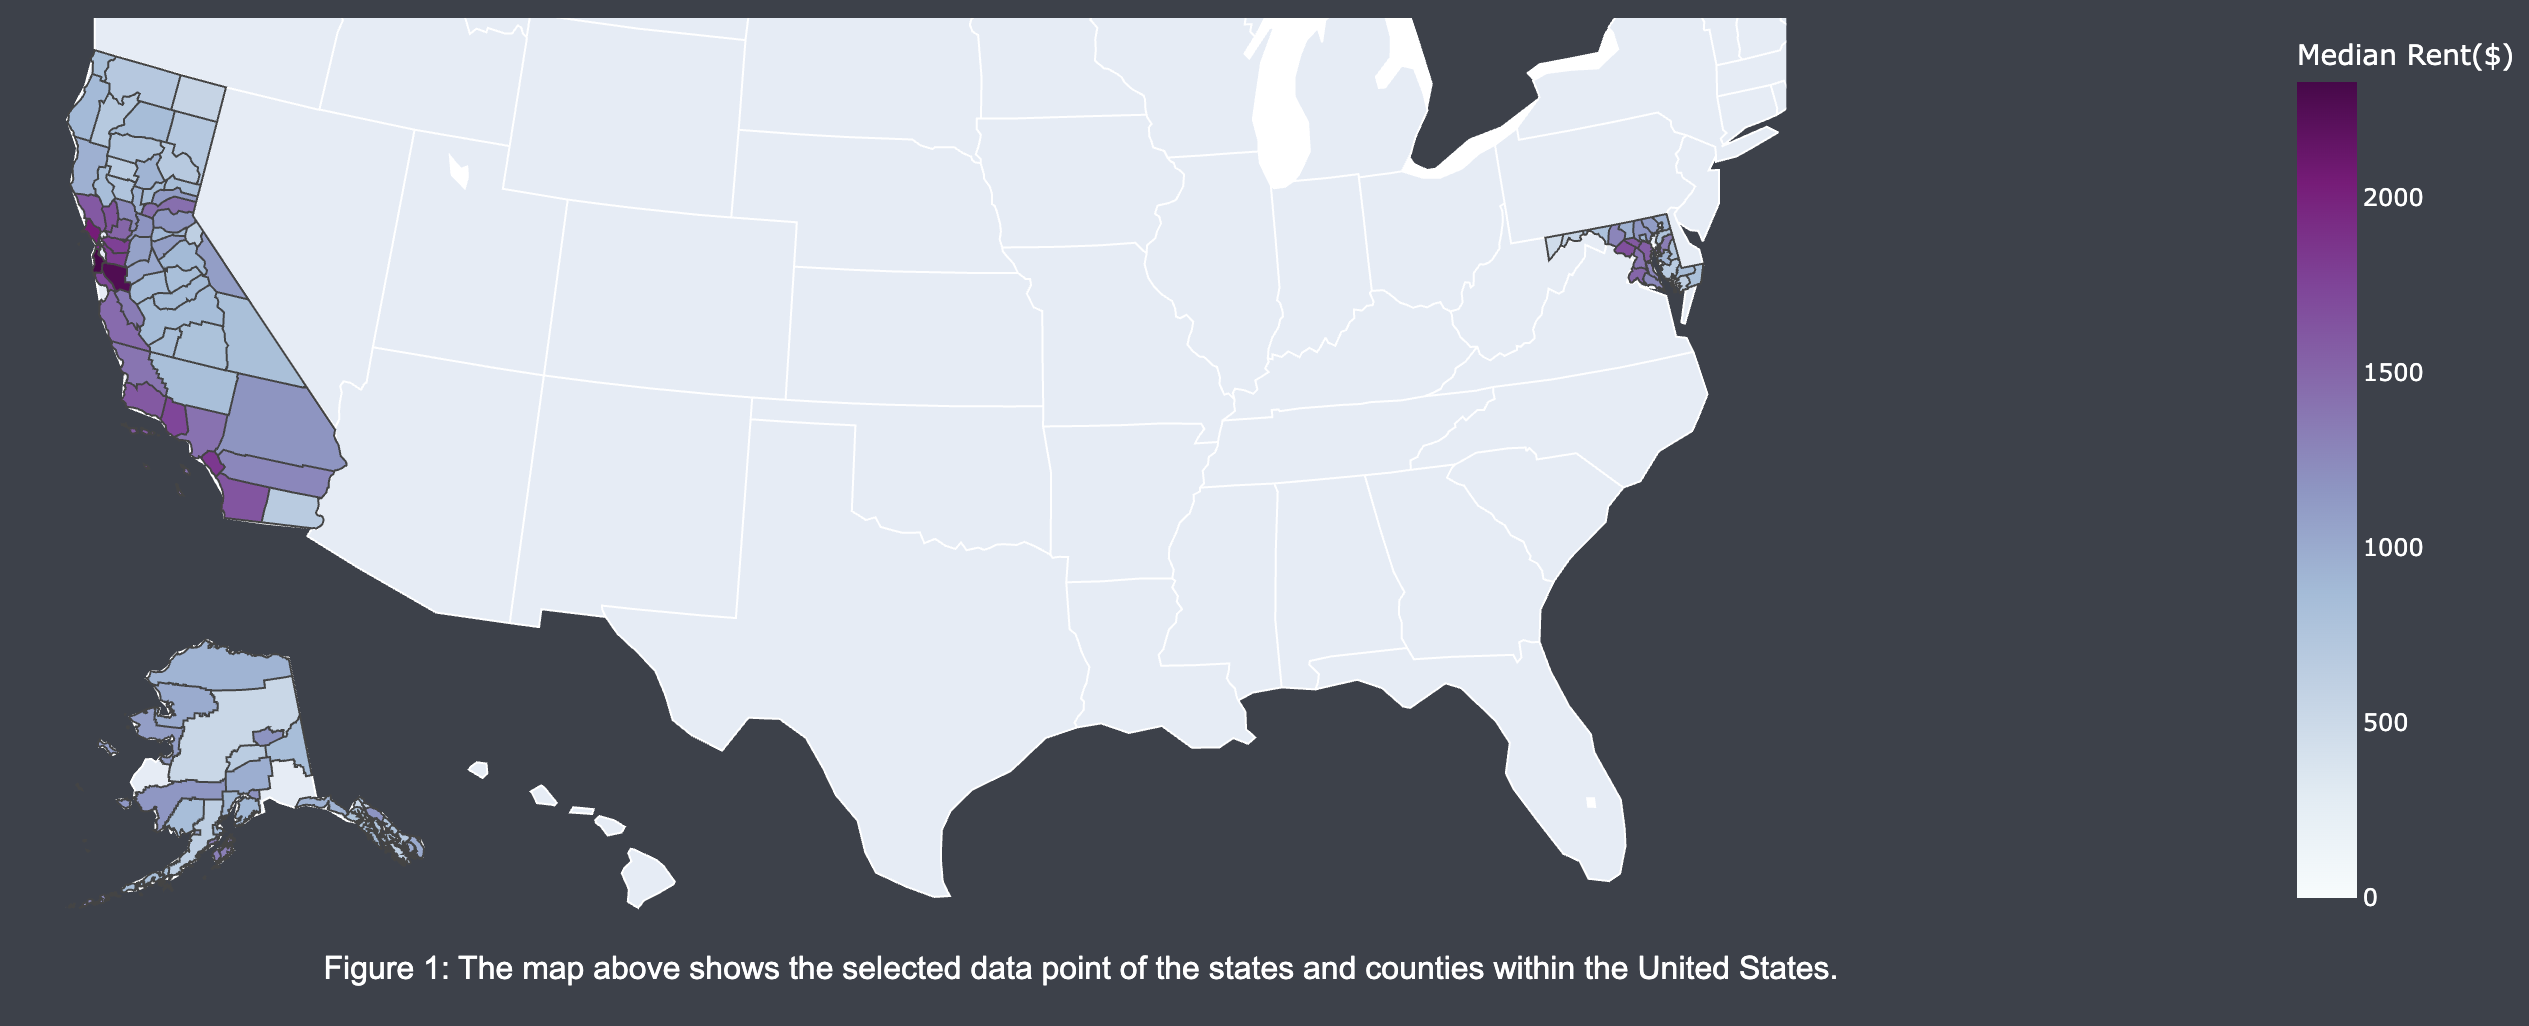 Median Rent($)
2000
1500
1000
500
0
Figure 1: The map above shows the selected data point of the states and counties within the United States.